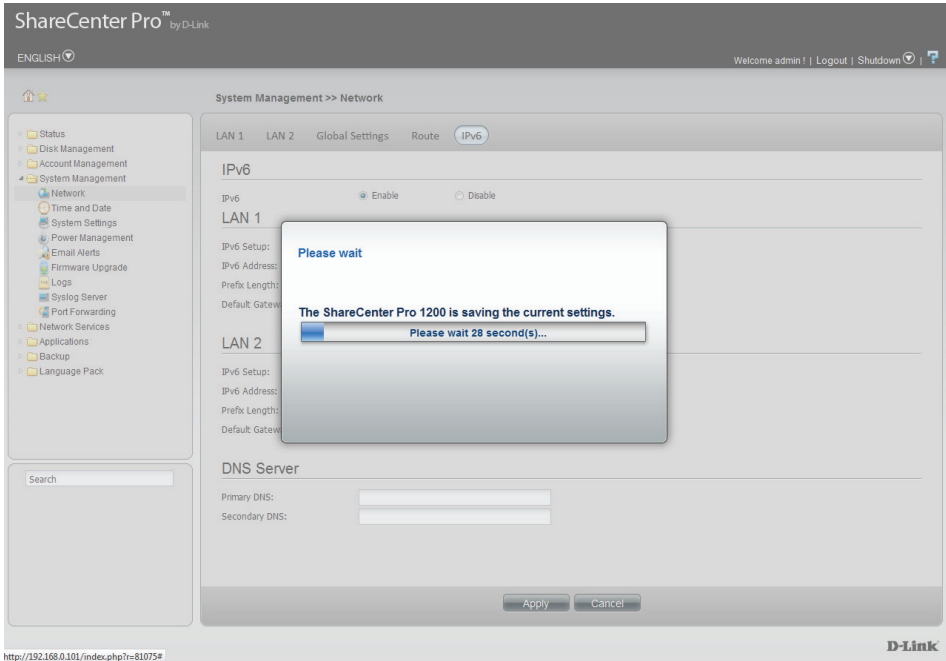 ShareCenter Pro™ by D-Link
ENGLISH
Welcome admin ! | Logout | Shutdown | ?
System Management >> Network
Status
Disk Management
Account Management
System Management
Network
Time and Date
System Settings
Power Management
Email Alerts
Firmware Upgrade
Logs
Syslog Server
Port Forwarding
Network Services
Applications
Backup
Language Pack
Search
LAN 1 LAN 2 Global Settings Route IPv6
IPv6
IPv6 Enable Disable
LAN 1
IPv6 Setup:
IPv6 Address:
Prefix Length:
Default Gatew
Please wait
The ShareCenter Pro 1200 is saving the current settings.
Please wait 28 second(s)...
LAN 2
IPv6 Setup:
IPv6 Address:
Prefix Length:
Default Gatew
DNS Server
Primary DNS:
Secondary DNS:
Apply Cancel
D-Link
http://192.168.0.101/index.php?r=81075#